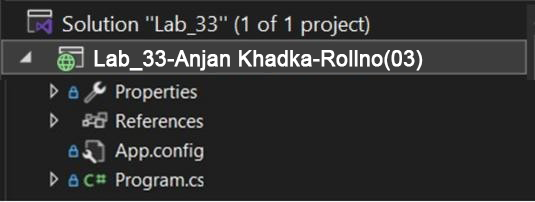 Solution "Lab_33" (1 of 1 project)
Lab_33-Anjan Khadka-Rollno(03)
Properties
References
App.config
C# Program.cs